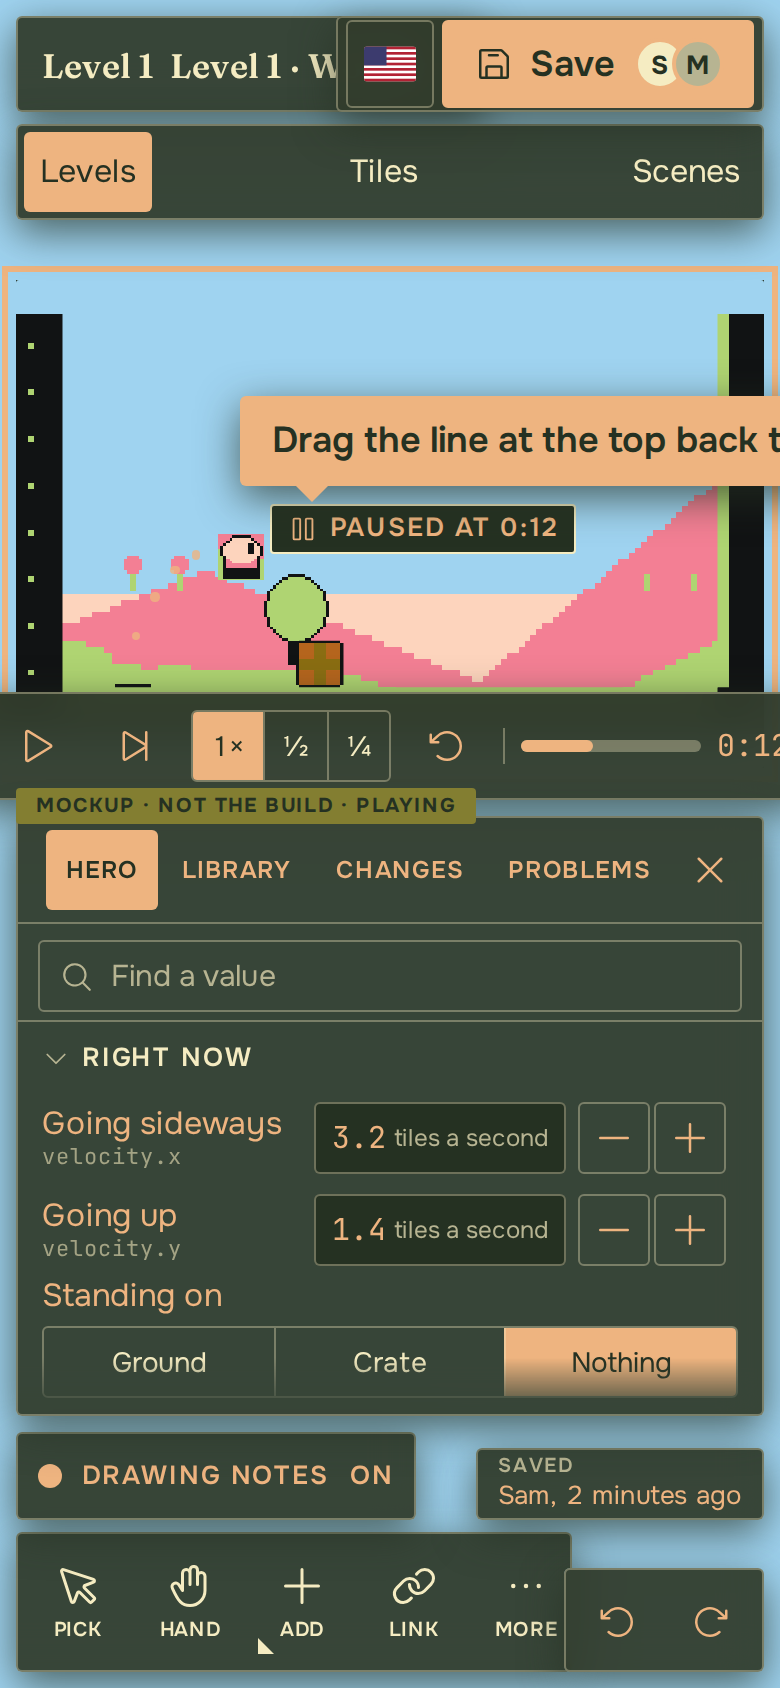 Level 1 Level 1 · W
Save S M
Levels Tiles Scenes
Drag the line at the top back t
PAUSED AT 0:12
1× ½ ¼ 0:12
MOCKUP · NOT THE BUILD · PLAYING
HERO LIBRARY CHANGES PROBLEMS
Find a value
RIGHT NOW
Going sideways
velocity.x
3.2 tiles a second
Going up
velocity.y
1.4 tiles a second
Standing on
Ground Crate Nothing
DRAWING NOTES ON
SAVED
Sam, 2 minutes ago
PICK HAND ADD LINK MORE